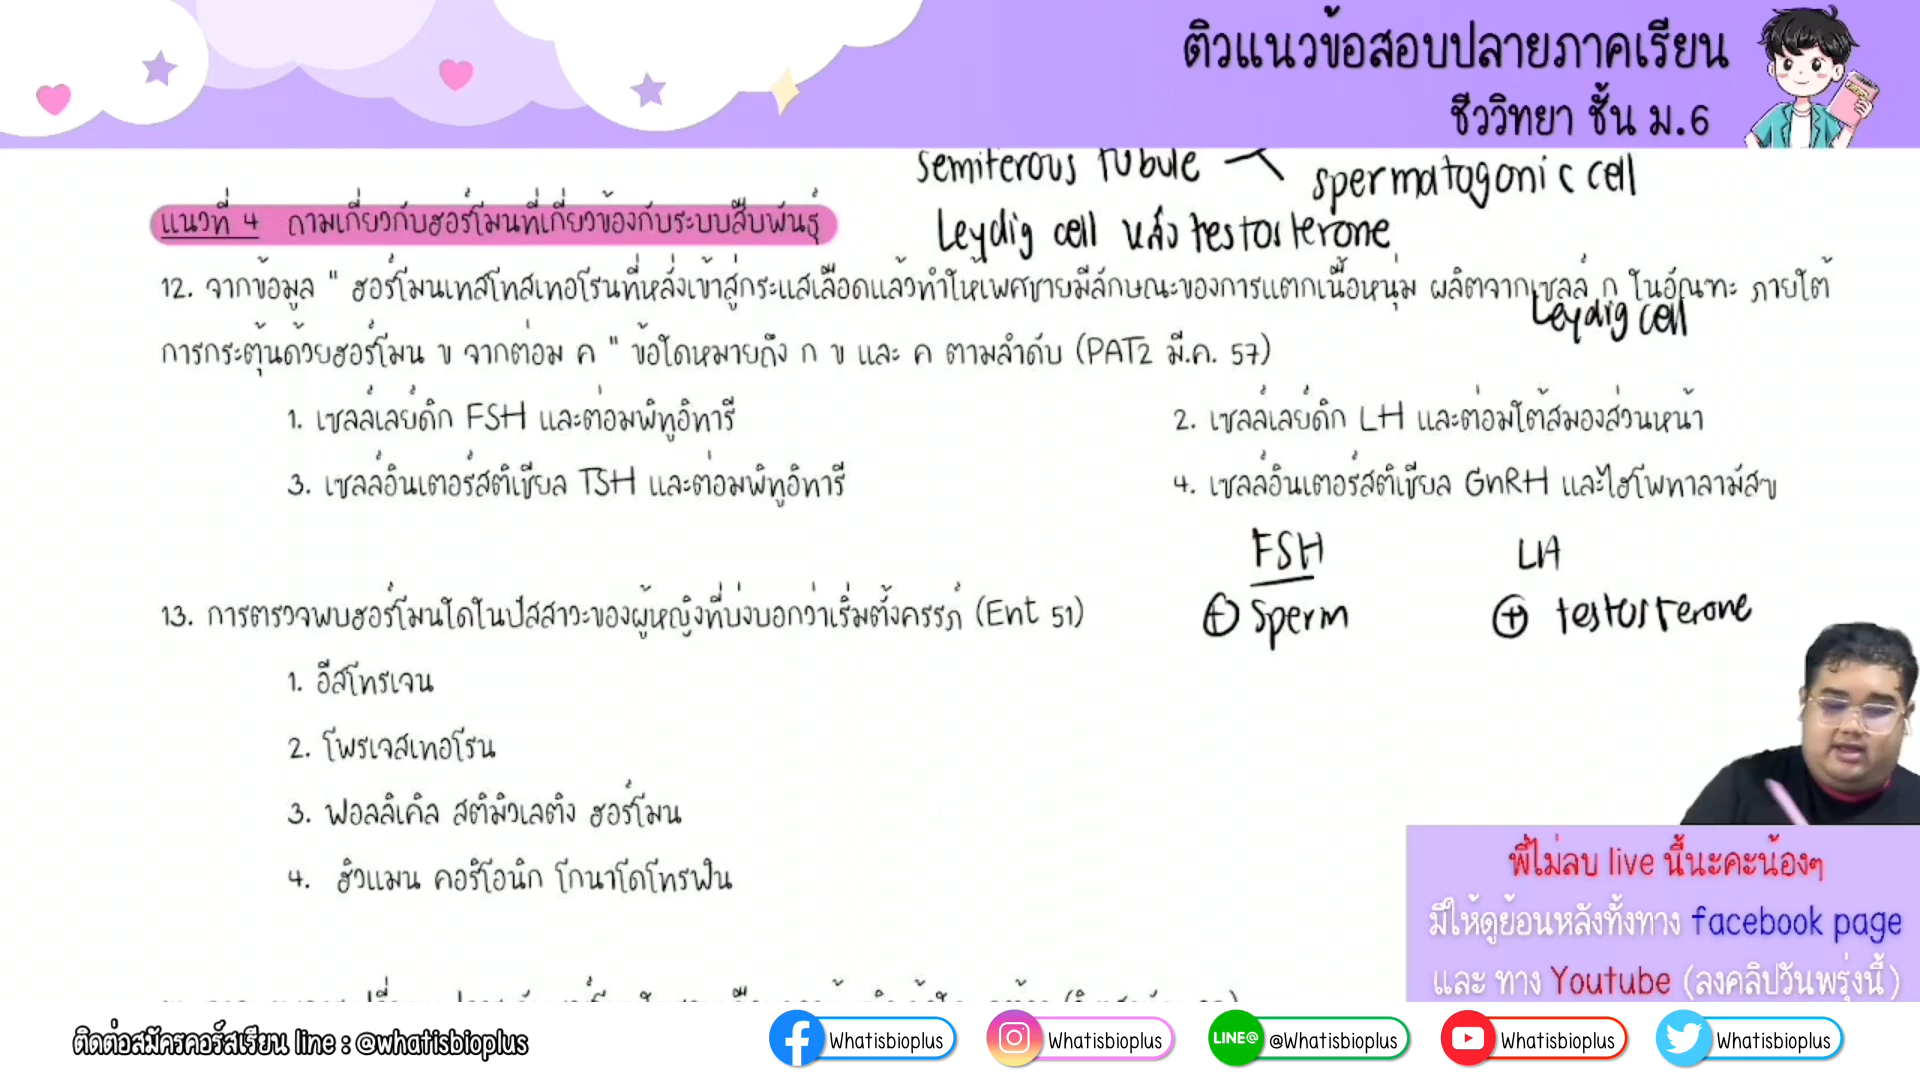 ติวแนวข้อสอบปลายภาคเรียน
ชีววิทยา ชั้น ม.6
semiferous tubule
spermatogonic cell
Leydig cell หลั่ง testosterone
แนวที่ 4 ถามเกี่ยวกับฮอร์โมนที่เกี่ยวข้องกับระบบสืบพันธุ์
12. จากข้อมูล " ฮอร์โมนเทสโทสเทอโรนที่หลั่งเข้าสู่กระแสเลือดแล้วทำให้เพศชายมีลักษณะของการแตกเนื้อหนุ่ม ผลิตจากเซลล์ ก ในอัณฑะ ภายใต้
Leydig cell
การกระตุ้นด้วยฮอร์โมน ข จากต่อม ค " ข้อใดหมายถึง ก ข และ ค ตามลำดับ (PAT2 มี.ค. 57)
1. เซลล์เลย์ดิก FSH และต่อมพิทูอิทารี
2. เซลล์เลย์ดิก LH และต่อมใต้สมองส่วนหน้า
3. เซลล์อินเตอร์สติเชียล TSH และต่อมพิทูอิทารี
4. เซลล์อินเตอร์สติเชียล GnRH และไฮโพทาลามัสข
FSH
LH
+ sperm
+ testosterone
13. การตรวจพบฮอร์โมนใดในปัสสาวะของผู้หญิงที่บ่งบอกว่าเริ่มตั้งครรภ์ (Ent 51)
1. อีสโทรเจน
2. โพรเจสเทอโรน
3. ฟอลลิเคิล สติมิวเลติง ฮอร์โมน
4. ฮิวแมน คอริโอนิก โกนาโดโทรฟิน
พี่ไม่ลบ live นี้นะคะน้องๆ
มีให้ดูย้อนหลังทั้งทาง facebook page
และ ทาง Youtube (ลงคลิปวันพรุ่งนี้)
ติดต่อสมัครคอร์สเรียน line : @whatisbioplus
Whatisbioplus
Whatisbioplus
LINE@ @Whatisbioplus
Whatisbioplus
Whatisbioplus